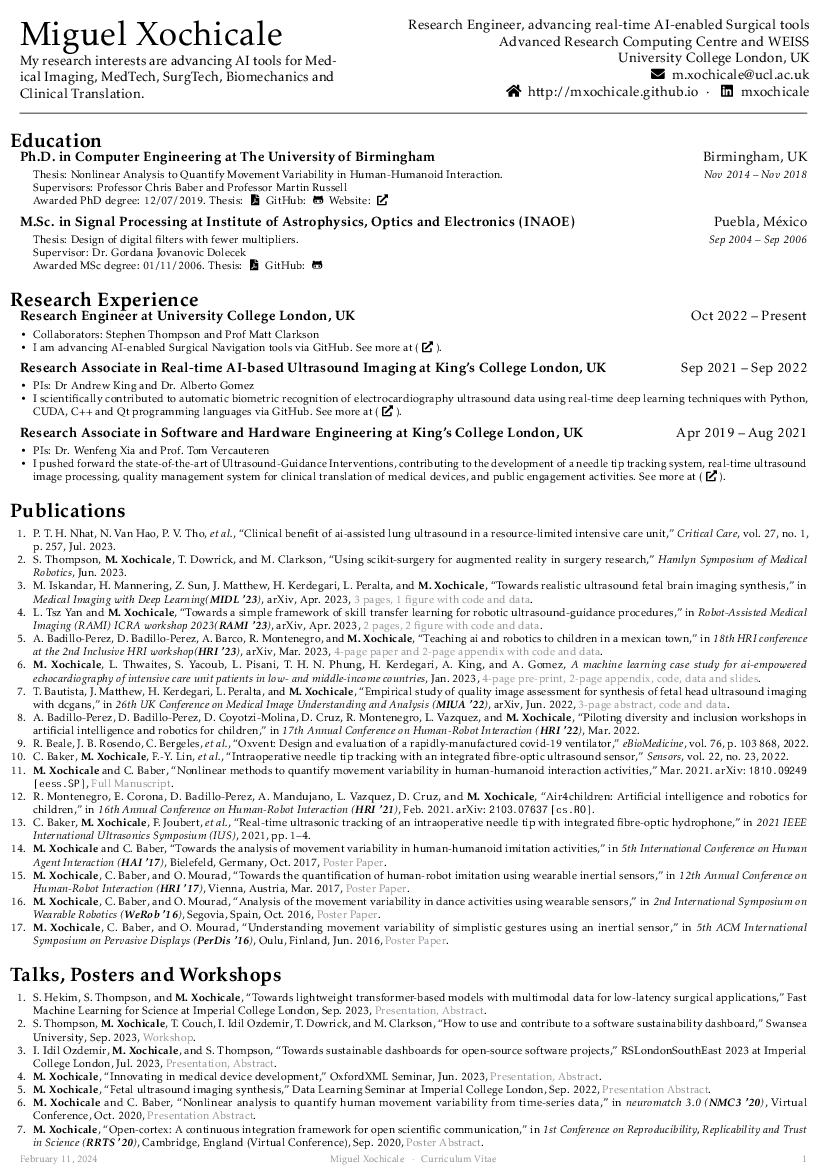 Miguel Xochicale
My research interests are advancing AI tools for Med-
ical Imaging, MedTech, SurgTech, Biomechanics and
Clinical Translation.
Research Engineer, advancing real-time AI-enabled Surgical tools
Advanced Research Computing Centre and WEISS
University College London, UK
m.xochicale@ucl.ac.uk
http://mxochicale.github.io · mxochicale
Education
Ph.D. in Computer Engineering at The University of Birmingham Birmingham, UK
Thesis: Nonlinear Analysis to Quantify Movement Variability in Human-Humanoid Interaction. Nov 2014 – Nov 2018
Supervisors: Professor Chris Baber and Professor Martin Russell
Awarded PhD degree: 12/07/2019. Thesis: GitHub: Website:
M.Sc. in Signal Processing at Institute of Astrophysics, Optics and Electronics (INAOE) Puebla, México
Thesis: Design of digital filters with fewer multipliers. Sep 2004 – Sep 2006
Supervisor: Dr. Gordana Jovanovic Dolecek
Awarded MSc degree: 01/11/2006. Thesis: GitHub:
Research Experience
Research Engineer at University College London, UK Oct 2022 – Present
• Collaborators: Stephen Thompson and Prof Matt Clarkson
• I am advancing AI-enabled Surgical Navigation tools via GitHub. See more at ( ).
Research Associate in Real-time AI-based Ultrasound Imaging at King's College London, UK Sep 2021 – Sep 2022
• PIs: Dr Andrew King and Dr. Alberto Gomez
• I scientifically contributed to automatic biometric recognition of electrocardiography ultrasound data using real-time deep learning techniques with Python,
CUDA, C++ and Qt programming languages via GitHub. See more at ( ).
Research Associate in Software and Hardware Engineering at King's College London, UK Apr 2019 – Aug 2021
• PIs: Dr. Wenfeng Xia and Prof. Tom Vercauteren
• I pushed forward the state-of-the-art of Ultrasound-Guidance Interventions, contributing to the development of a needle tip tracking system, real-time ultrasound
image processing, quality management system for clinical translation of medical devices, and public engagement activities. See more at ( ).
Publications
1. P. T. H. Nhat, N. Van Hao, P. V. Tho, et al., “Clinical benefit of ai-assisted lung ultrasound in a resource-limited intensive care unit,” Critical Care, vol. 27, no. 1,
p. 257, Jul. 2023.
2. S. Thompson, M. Xochicale, T. Dowrick, and M. Clarkson, “Using scikit-surgery for augmented reality in surgery research,” Hamlyn Symposium of Medical
Robotics, Jun. 2023.
3. M. Iskandar, H. Mannering, Z. Sun, J. Matthew, H. Kerdegari, L. Peralta, and M. Xochicale, “Towards realistic ultrasound fetal brain imaging synthesis,” in
Medical Imaging with Deep Learning(MIDL ’23), arXiv, Apr. 2023, 3 pages, 1 figure with code and data.
4. L. Tsz Yan and M. Xochicale, “Towards a simple framework of skill transfer learning for robotic ultrasound-guidance procedures,” in Robot-Assisted Medical
Imaging (RAMI) ICRA workshop 2023(RAMI ’23), arXiv, Apr. 2023, 2 pages, 2 figure with code and data.
5. A. Badillo-Perez, D. Badillo-Perez, A. Barco, R. Montenegro, and M. Xochicale, “Teaching ai and robotics to children in a mexican town,” in 18th HRI conference
at the 2nd Inclusive HRI workshop(HRI ’23), arXiv, Mar. 2023, 4-page paper and 2-page appendix with code and data.
6. M. Xochicale, L. Thwaites, S. Yacoub, L. Pisani, T. H. N. Phung, H. Kerdegari, A. King, and A. Gomez, A machine learning case study for ai-empowered
echocardiography of intensive care unit patients in low- and middle-income countries, Jan. 2023, 4-page pre-print, 2-page appendix, code, data and slides.
7. T. Bautista, J. Matthew, H. Kerdegari, L. Peralta, and M. Xochicale, “Empirical study of quality image assessment for synthesis of fetal head ultrasound imaging
with dcgans,” in 26th UK Conference on Medical Image Understanding and Analysis (MIUA ’22), arXiv, Jun. 2022, 3-page abstract, code and data.
8. A. Badillo-Perez, D. Badillo-Perez, D. Coyotzi-Molina, D. Cruz, R. Montenegro, L. Vazquez, and M. Xochicale, “Piloting diversity and inclusion workshops in
artificial intelligence and robotics for children,” in 17th Annual Conference on Human-Robot Interaction (HRI ’22), Mar. 2022.
9. R. Beale, J. B. Rosendo, C. Bergeles, et al., “Oxvent: Design and evaluation of a rapidly-manufactured covid-19 ventilator,” eBioMedicine, vol. 76, p. 103 868, 2022.
10. C. Baker, M. Xochicale, F.-Y. Lin, et al., “Intraoperative needle tip tracking with an integrated fibre-optic ultrasound sensor,” Sensors, vol. 22, no. 23, 2022.
11. M. Xochicale and C. Baber, “Nonlinear methods to quantify movement variability in human-humanoid interaction activities,” Mar. 2021. arXiv: 1810.09249
[eess.SP], Full Manuscript.
12. R. Montenegro, E. Corona, D. Badillo-Perez, A. Mandujano, L. Vazquez, D. Cruz, and M. Xochicale, “Air4children: Artificial intelligence and robotics for
children,” in 16th Annual Conference on Human-Robot Interaction (HRI ’21), Feb. 2021. arXiv: 2103.07637 [cs.RO].
13. C. Baker, M. Xochicale, F. Joubert, et al., “Real-time ultrasonic tracking of an intraoperative needle tip with integrated fibre-optic hydrophone,” in 2021 IEEE
International Ultrasonics Symposium (IUS), 2021, pp. 1–4.
14. M. Xochicale and C. Baber, “Towards the analysis of movement variability in human-humanoid imitation activities,” in 5th International Conference on Human
Agent Interaction (HAI ’17), Bielefeld, Germany, Oct. 2017, Poster Paper.
15. M. Xochicale, C. Baber, and O. Mourad, “Towards the quantification of human-robot imitation using wearable inertial sensors,” in 12th Annual Conference on
Human-Robot Interaction (HRI ’17), Vienna, Austria, Mar. 2017, Poster Paper.
16. M. Xochicale, C. Baber, and O. Mourad, “Analysis of the movement variability in dance activities using wearable sensors,” in 2nd International Symposium on
Wearable Robotics (WeRob ’16), Segovia, Spain, Oct. 2016, Poster Paper.
17. M. Xochicale, C. Baber, and O. Mourad, “Understanding movement variability of simplistic gestures using an inertial sensor,” in 5th ACM International
Symposium on Pervasive Displays (PerDis ’16), Oulu, Finland, Jun. 2016, Poster Paper.
Talks, Posters and Workshops
1. S. Hekim, S. Thompson, and M. Xochicale, “Towards lightweight transformer-based models with multimodal data for low-latency surgical applications,” Fast
Machine Learning for Science at Imperial College London, Sep. 2023, Presentation, Abstract.
2. S. Thompson, M. Xochicale, T. Couch, I. Idil Ozdemir, T. Dowrick, and M. Clarkson, “How to use and contribute to a software sustainability dashboard,” Swansea
University, Sep. 2023, Workshop.
3. I. Idil Ozdemir, M. Xochicale, and S. Thompson, “Towards sustainable dashboards for open-source software projects,” RSLondonSouthEast 2023 at Imperial
College London, Jul. 2023, Presentation, Abstract.
4. M. Xochicale, “Innovating in medical device development,” OxfordXML Seminar, Jun. 2023, Presentation, Abstract.
5. M. Xochicale, “Fetal ultrasound imaging synthesis,” Data Learning Seminar at Imperial College London, Sep. 2022, Presentation Abstract.
6. M. Xochicale and C. Baber, “Nonlinear analysis to quantify human movement variability from time-series data,” in neuromatch 3.0 (NMC3 ’20), Virtual
Conference, Oct. 2020, Presentation Abstract.
7. M. Xochicale, “Open-cortex: A continuous integration framework for open scientific communication,” in 1st Conference on Reproducibility, Replicability and Trust
in Science (RRTS ’20), Cambridge, England (Virtual Conference), Sep. 2020, Poster Abstract.
February 11, 2024 Miguel Xochicale · Curriculum Vitae 1